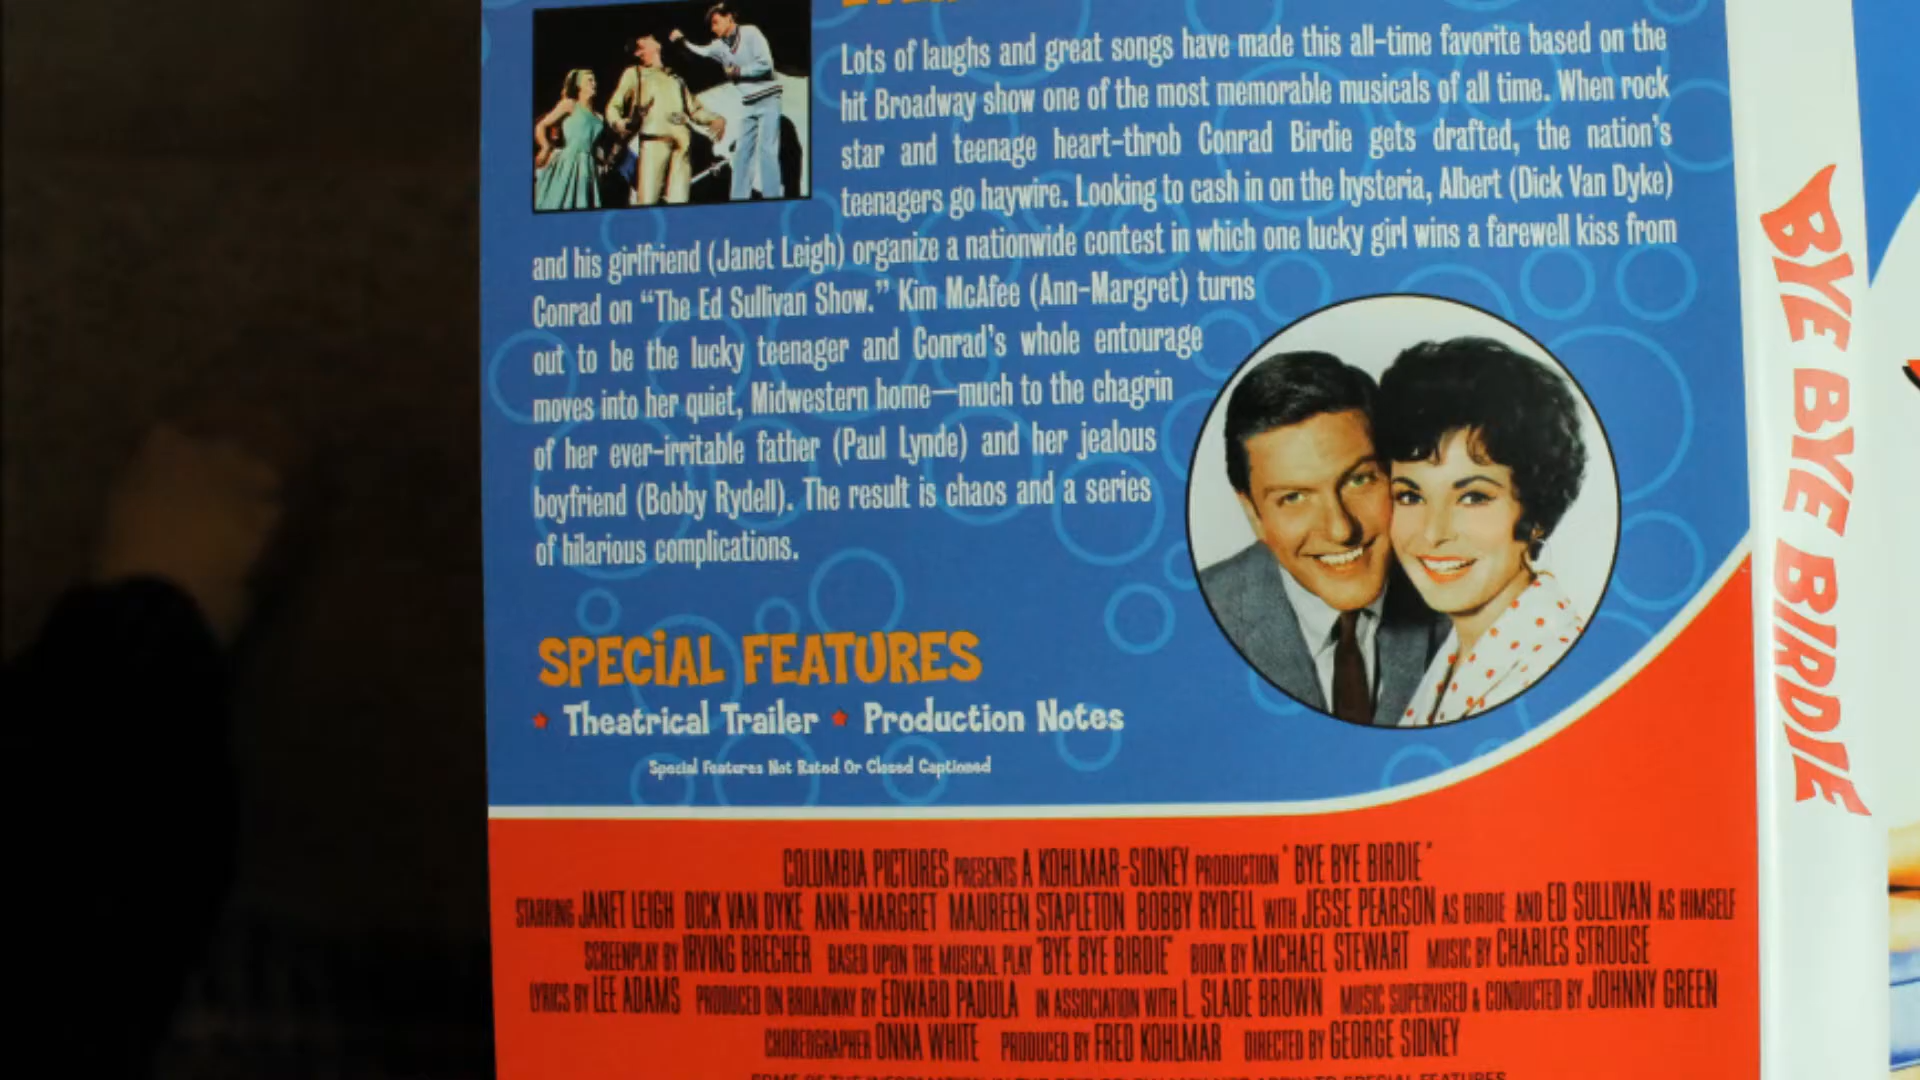 Lots of laughs and great songs have made this all-time favorite based on the
hit Broadway show one of the most memorable musicals of all time. When rock
star and teenage heart-throb Conrad Birdie gets drafted, the nation's
teenagers go haywire. Looking to cash in on the hysteria, Albert (Dick Van Dyke)
and his girlfriend (Janet Leigh) organize a nationwide contest in which one lucky girl wins a farewell kiss from
Conrad on "The Ed Sullivan Show." Kim McAfee (Ann-Margret) turns
out to be the lucky teenager and Conrad's whole entourage
moves into her quiet, Midwestern home—much to the chagrin
of her ever-irritable father (Paul Lynde) and her jealous
boyfriend (Bobby Rydell). The result is chaos and a series
of hilarious complications.
SPECiAL FEATURES
★ Theatrical Trailer ★ Production Notes
Special Features Not Rated Or Closed Captioned
COLUMBIA PICTURES PRESENTS A KOHLMAR-SIDNEY PRODUCTION "BYE BYE BIRDIE"
STARRING JANET LEIGH DICK VAN DYKE ANN-MARGRET MAUREEN STAPLETON BOBBY RYDELL WITH JESSE PEARSON AS BIRDIE AND ED SULLIVAN AS HIMSELF
SCREENPLAY BY IRVING BRECHER BASED UPON THE MUSICAL PLAY "BYE BYE BIRDIE" BOOK BY MICHAEL STEWART MUSIC BY CHARLES STROUSE
LYRICS BY LEE ADAMS PRODUCED ON BROADWAY BY EDWARD PADULA IN ASSOCIATION WITH L. SLADE BROWN MUSIC SUPERVISED & CONDUCTED BY JOHNNY GREEN
CHOREOGRAPHER ONNA WHITE PRODUCED BY FRED KOHLMAR DIRECTED BY GEORGE SIDNEY
BYE BYE BIRDIE